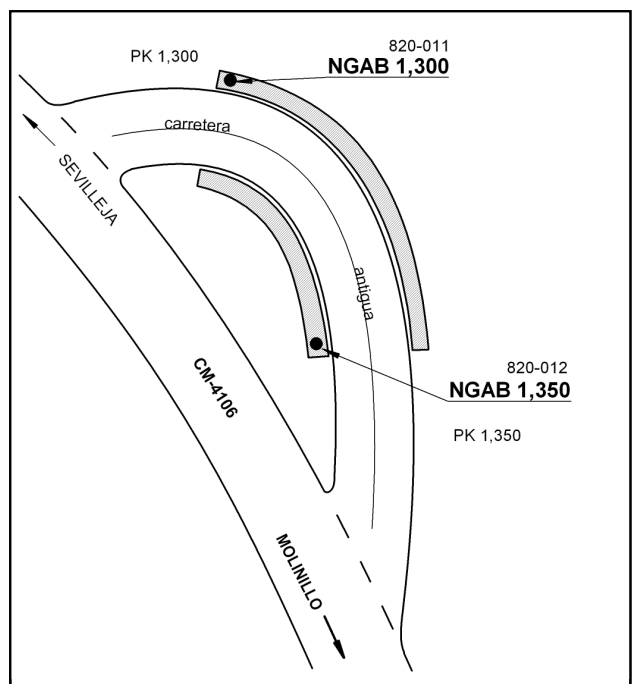 820-011
PK 1,300
NGAB 1,300
carretera
SEVILLEJA
antigua
CM-4106
820-012
NGAB 1,350
PK 1,350
MOLINILLO